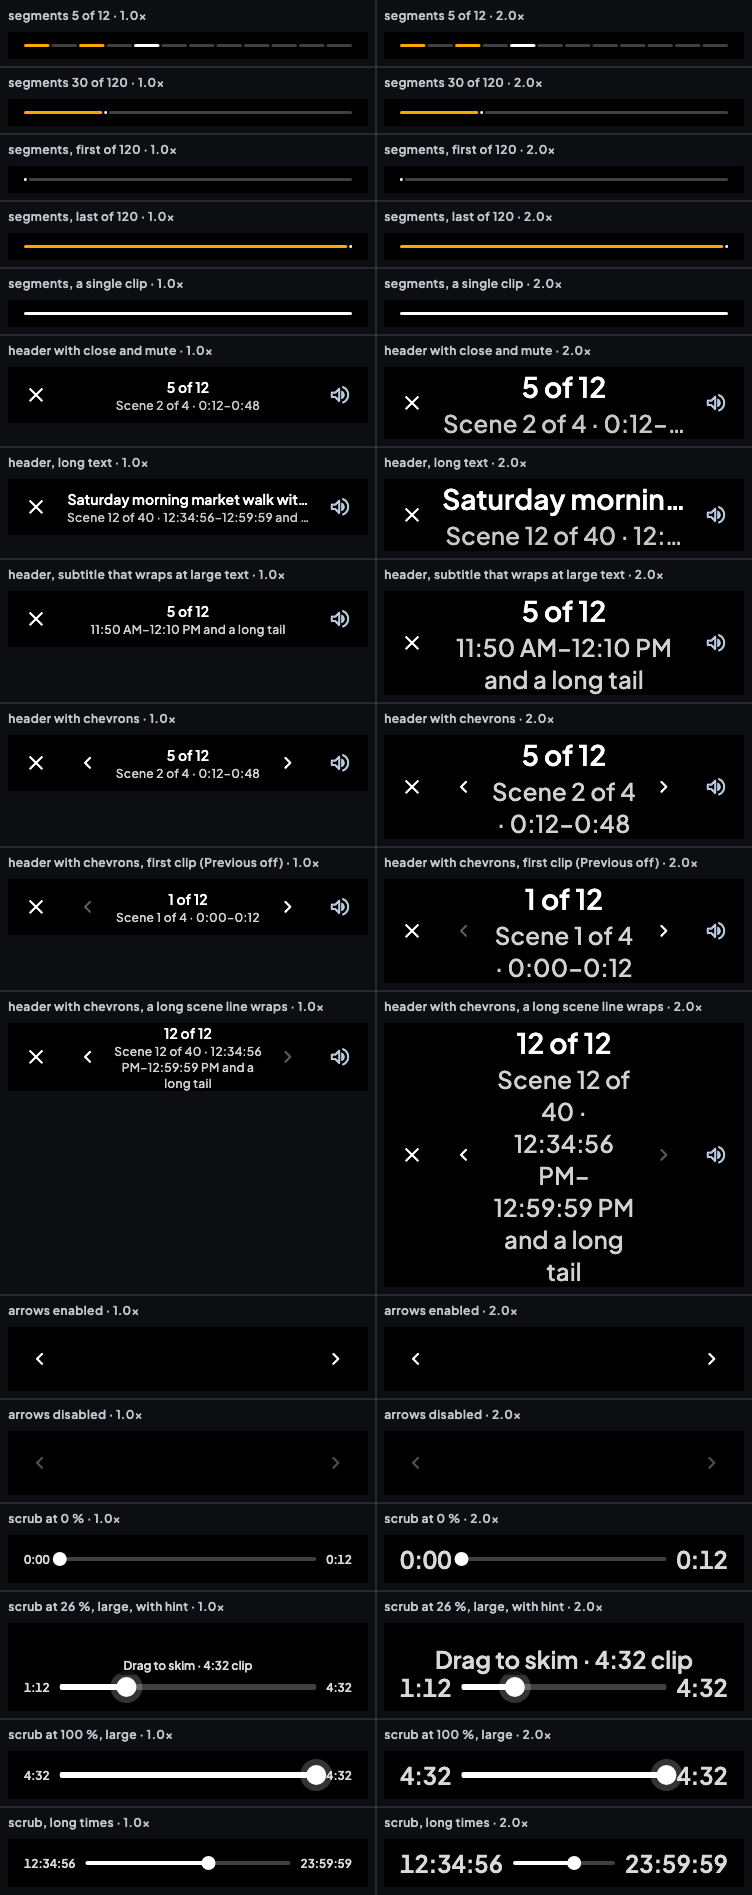 segments 5 of 12 · 1.0×
segments 5 of 12 · 2.0×
segments 30 of 120 · 1.0×
segments 30 of 120 · 2.0×
segments, first of 120 · 1.0×
segments, first of 120 · 2.0×
segments, last of 120 · 1.0×
segments, last of 120 · 2.0×
segments, a single clip · 1.0×
segments, a single clip · 2.0×
header with close and mute · 1.0×
5 of 12
Scene 2 of 4 · 0:12–0:48
header with close and mute · 2.0×
5 of 12
Scene 2 of 4 · 0:12–…
header, long text · 1.0×
Saturday morning market walk wit…
Scene 12 of 40 · 12:34:56–12:59:59 and …
header, long text · 2.0×
Saturday mornin…
Scene 12 of 40 · 12:…
header, subtitle that wraps at large text · 1.0×
5 of 12
11:50 AM–12:10 PM and a long tail
header, subtitle that wraps at large text · 2.0×
5 of 12
11:50 AM–12:10 PM
and a long tail
header with chevrons · 1.0×
5 of 12
Scene 2 of 4 · 0:12–0:48
header with chevrons · 2.0×
5 of 12
Scene 2 of 4
· 0:12–0:48
header with chevrons, first clip (Previous off) · 1.0×
1 of 12
Scene 1 of 4 · 0:00–0:12
header with chevrons, first clip (Previous off) · 2.0×
1 of 12
Scene 1 of 4
· 0:00–0:12
header with chevrons, a long scene line wraps · 1.0×
12 of 12
Scene 12 of 40 · 12:34:56
PM–12:59:59 PM and a
long tail
header with chevrons, a long scene line wraps · 2.0×
12 of 12
Scene 12 of
40 ·
12:34:56
PM–
12:59:59 PM
and a long
tail
arrows enabled · 1.0×
arrows enabled · 2.0×
arrows disabled · 1.0×
arrows disabled · 2.0×
scrub at 0 % · 1.0×
0:00 0:12
scrub at 0 % · 2.0×
0:00 0:12
scrub at 26 %, large, with hint · 1.0×
Drag to skim · 4:32 clip
1:12 4:32
scrub at 26 %, large, with hint · 2.0×
Drag to skim · 4:32 clip
1:12 4:32
scrub at 100 %, large · 1.0×
4:32 4:32
scrub at 100 %, large · 2.0×
4:32 4:32
scrub, long times · 1.0×
12:34:56 23:59:59
scrub, long times · 2.0×
12:34:56 23:59:59